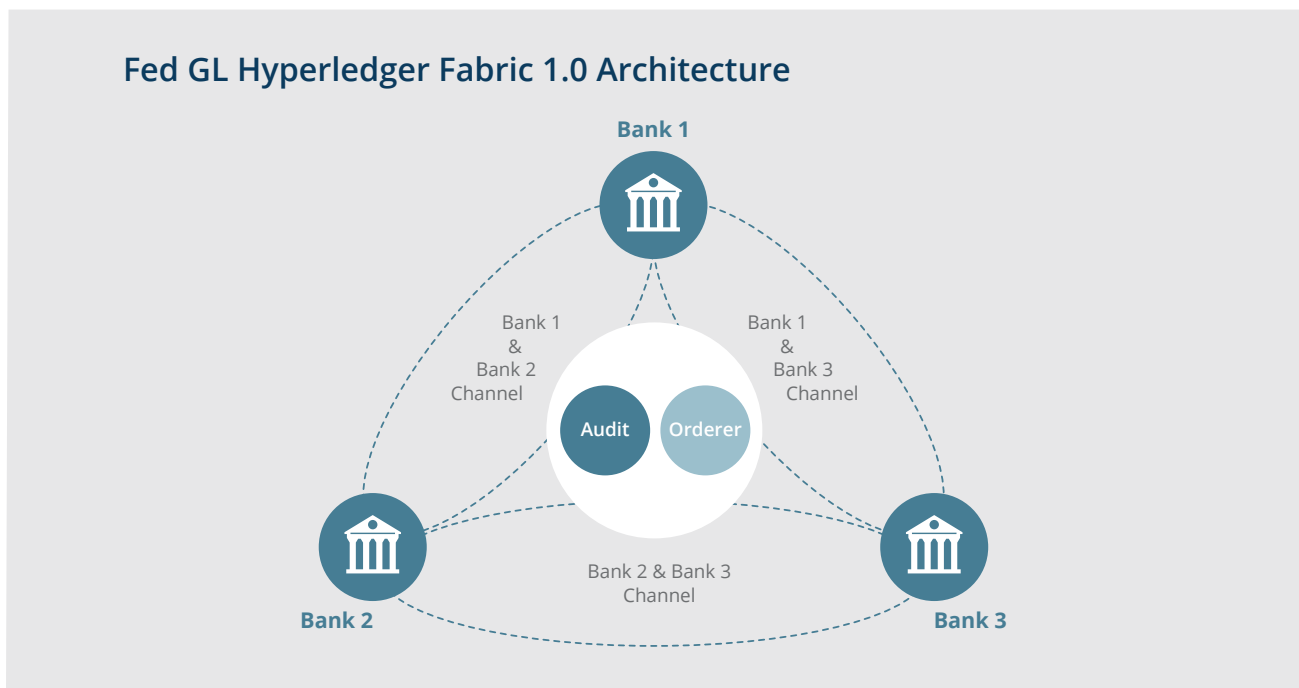 Fed GL Hyperledger Fabric 1.0 Architecture
Bank 1
Bank 1
&
Bank 2
Channel
Bank 1
&
Bank 3
Channel
Audit
Orderer
Bank 2 & Bank 3
Channel
Bank 2
Bank 3